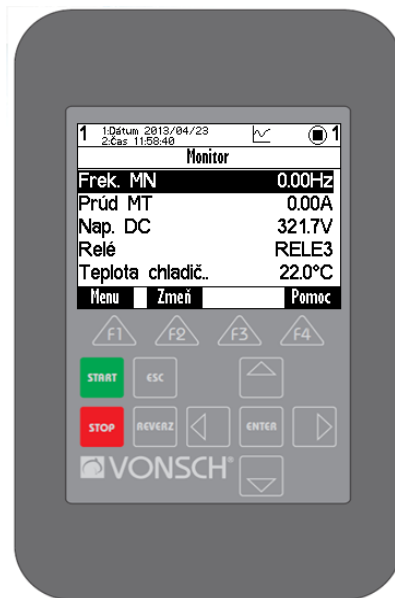 1 1:Dátum 2013/04/23 1
2:Čas 11:58:40
Monitor
Frek. MN 0.00Hz
Prúd MT 0.00A
Nap. DC 321.7V
Relé RELE3
Teplota chladič.. 22.0°C
Menu Zmeň Pomoc
F1 F2 F3 F4
START ESC
STOP REVERZ ENTER
VONSCH®